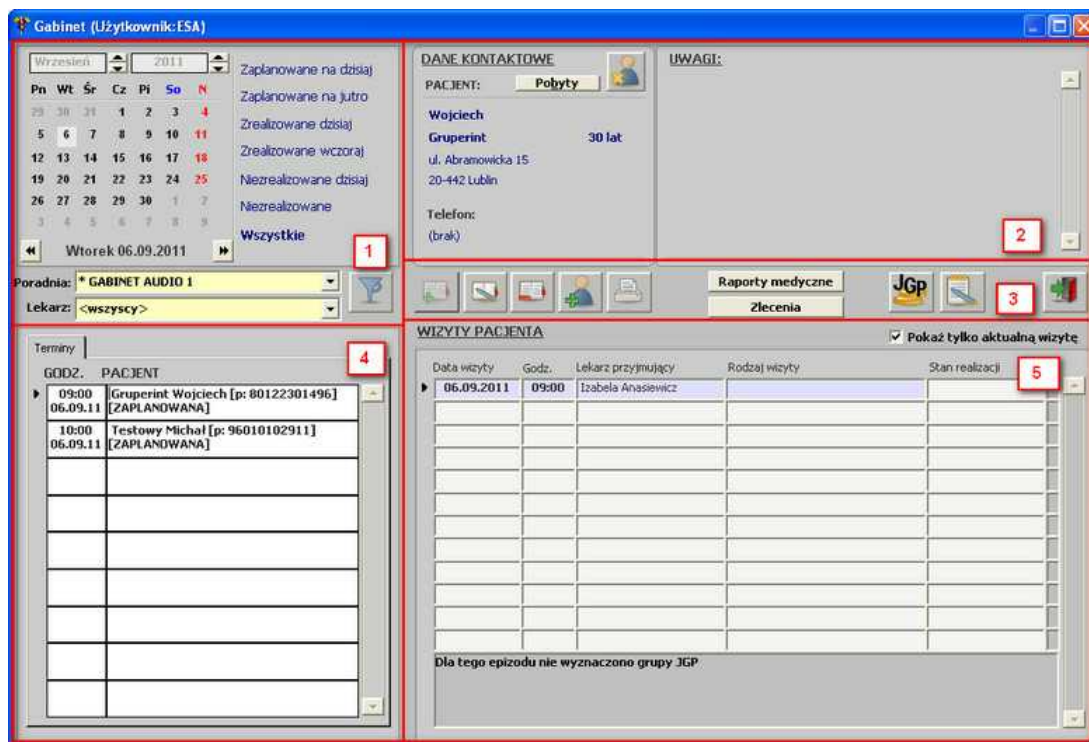 Gabinet (Użytkownik:ESA)
Wrzesień 2011
Pn Wt Śr Cz Pi So N
29 30 31 1 2 3 4
5 6 7 8 9 10 11
12 13 14 15 16 17 18
19 20 21 22 23 24 25
26 27 28 29 30 1 2
3 4 5 6 7 8 9
Wtorek 06.09.2011
Zaplanowane na dzisiaj
Zaplanowane na jutro
Zrealizowane dzisiaj
Zrealizowane wczoraj
Niezrealizowane dzisiaj
Niezrealizowane
Wszystkie
1
Poradnia: * GABINET AUDIO 1
Lekarz: <wszyscy>
DANE KONTAKTOWE
PACJENT: Pobyty
Wojciech
Gruperint 30 lat
ul. Abramowicka 15
20-442 Lublin
Telefon:
(brak)
UWAGI:
2
Raporty medyczne
Zlecenia
JGP
3
Terminy
4
GODZ. PACJENT
09:00 Gruperint Wojciech [p: 80122301496]
06.09.11 [ZAPLANOWANA]
10:00 Testowy Michał [p: 96010102911]
06.09.11 [ZAPLANOWANA]
WIZYTY PACJENTA
Pokaż tylko aktualną wizytę
Data wizyty Godz. Lekarz przyjmujący Rodzaj wizyty Stan realizacji
5
06.09.2011 09:00 Izabela Anasiewicz
Dla tego epizodu nie wyznaczono grupy JGP